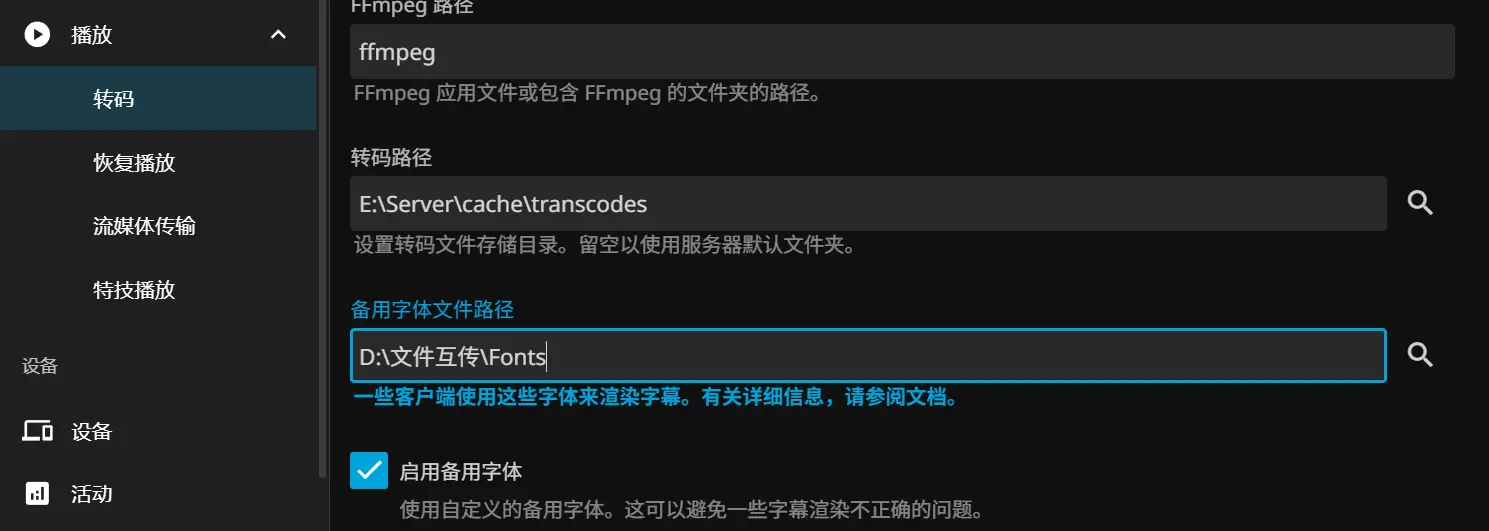 播放
转码
恢复播放
流媒体传输
特技播放
设备
设备
活动
FFmpeg 路径
ffmpeg
FFmpeg 应用文件或包含 FFmpeg 的文件夹的路径。
转码路径
E:\Server\cache\transcodes
设置转码文件存储目录。留空以使用服务器默认文件夹。
备用字体文件路径
D:\文件互传\Fonts
一些客户端使用这些字体来渲染字幕。有关详细信息，请参阅文档。
启用备用字体
使用自定义的备用字体。这可以避免一些字幕渲染不正确的问题。